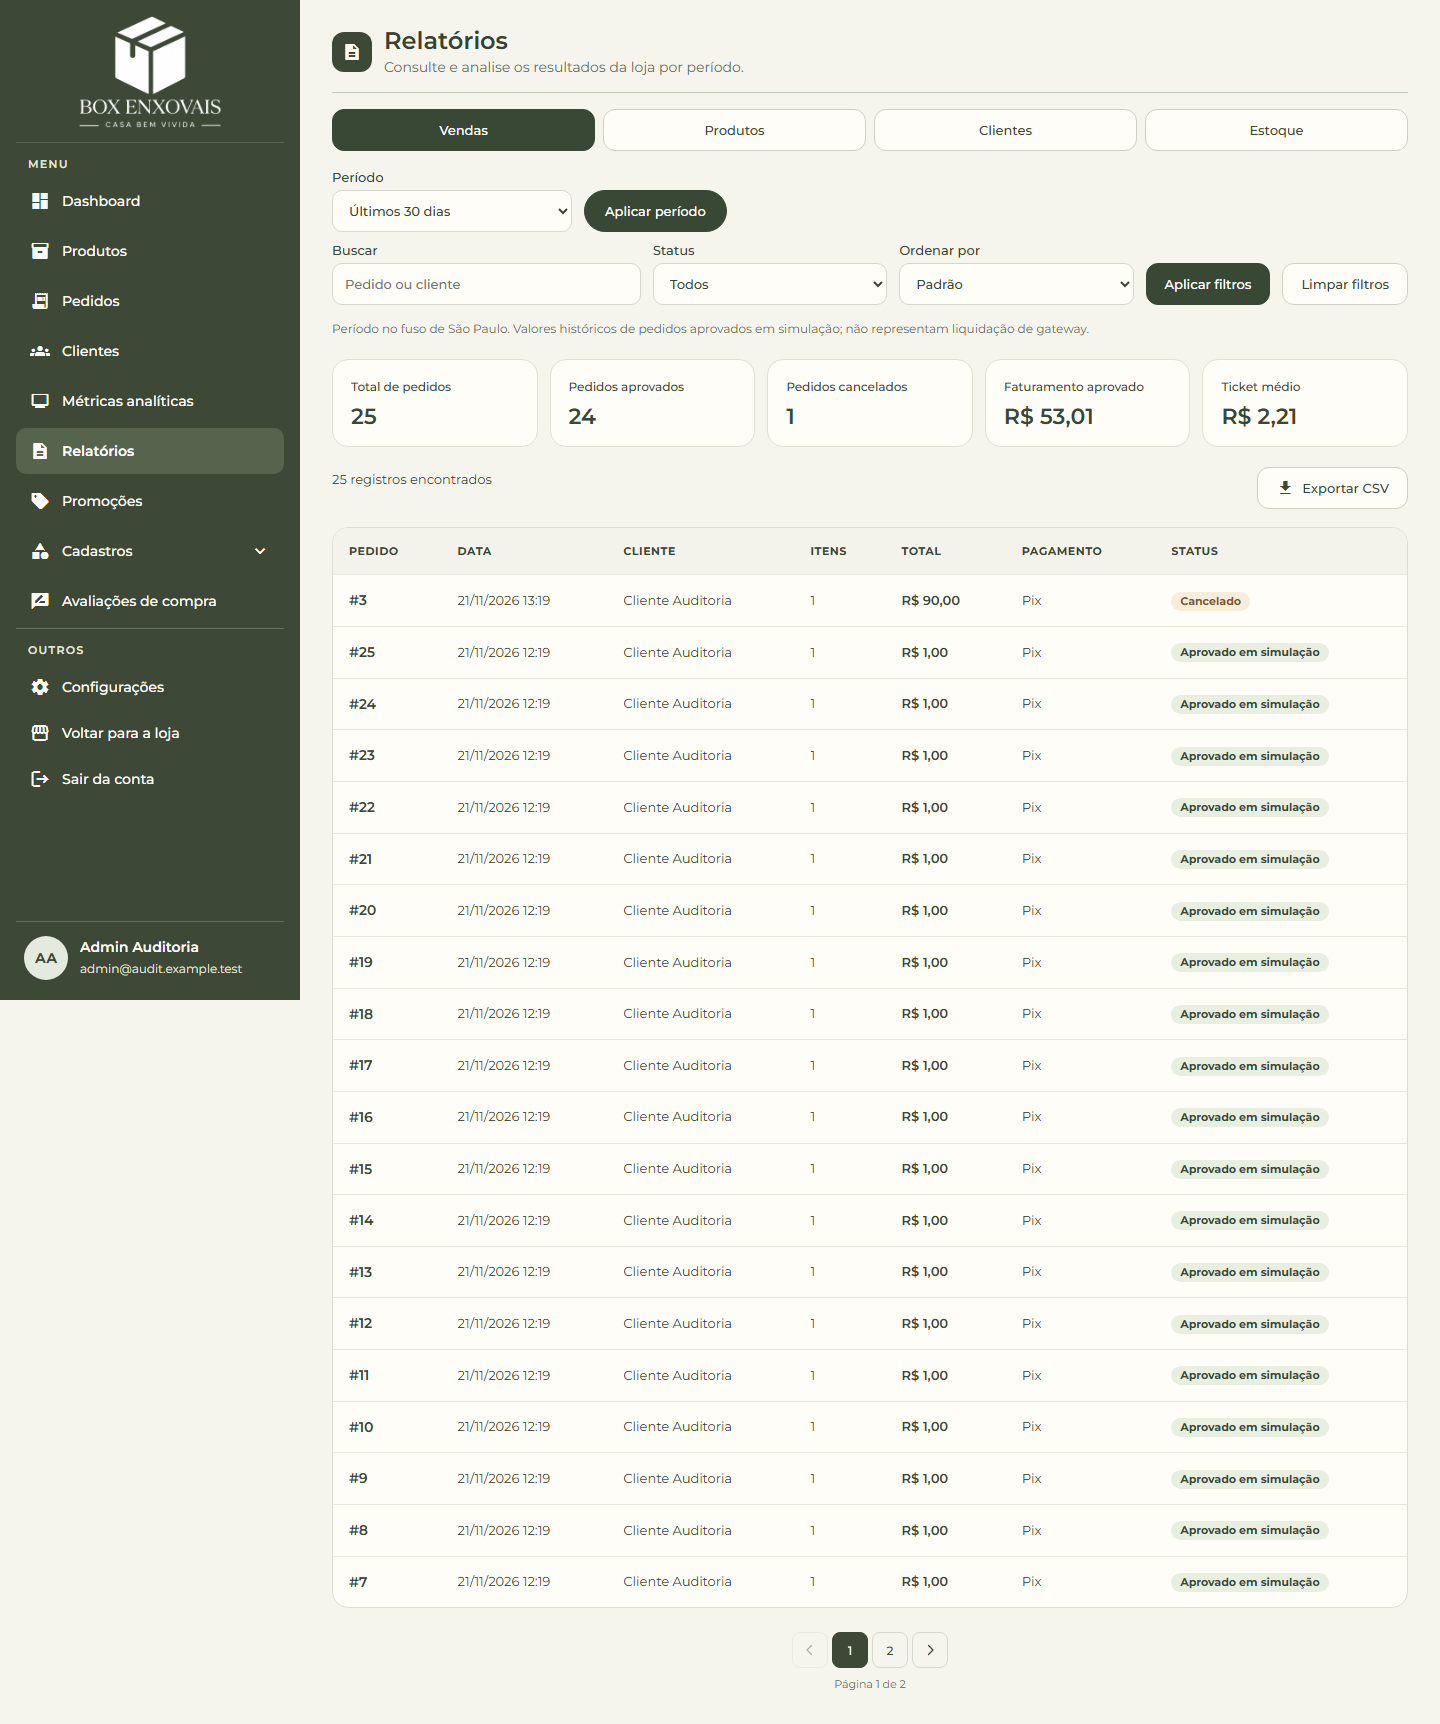 BOX ENXOVAIS
CASA BEM VIVIDA
MENU
Dashboard
Produtos
Pedidos
Clientes
Métricas analíticas
Relatórios
Promoções
Cadastros
Avaliações de compra
OUTROS
Configurações
Voltar para a loja
Sair da conta
AA
Admin Auditoria
admin@audit.example.test
Relatórios
Consulte e analise os resultados da loja por período.
Vendas Produtos Clientes Estoque
Período
Últimos 30 dias Aplicar período
Buscar Status Ordenar por
Pedido ou cliente Todos Padrão Aplicar filtros Limpar filtros
Período no fuso de São Paulo. Valores históricos de pedidos aprovados em simulação; não representam liquidação de gateway.
Total de pedidos Pedidos aprovados Pedidos cancelados Faturamento aprovado Ticket médio
25 24 1 R$ 53,01 R$ 2,21
25 registros encontrados Exportar CSV
PEDIDO DATA CLIENTE ITENS TOTAL PAGAMENTO STATUS
#3 21/11/2026 13:19 Cliente Auditoria 1 R$ 90,00 Pix Cancelado
#25 21/11/2026 12:19 Cliente Auditoria 1 R$ 1,00 Pix Aprovado em simulação
#24 21/11/2026 12:19 Cliente Auditoria 1 R$ 1,00 Pix Aprovado em simulação
#23 21/11/2026 12:19 Cliente Auditoria 1 R$ 1,00 Pix Aprovado em simulação
#22 21/11/2026 12:19 Cliente Auditoria 1 R$ 1,00 Pix Aprovado em simulação
#21 21/11/2026 12:19 Cliente Auditoria 1 R$ 1,00 Pix Aprovado em simulação
#20 21/11/2026 12:19 Cliente Auditoria 1 R$ 1,00 Pix Aprovado em simulação
#19 21/11/2026 12:19 Cliente Auditoria 1 R$ 1,00 Pix Aprovado em simulação
#18 21/11/2026 12:19 Cliente Auditoria 1 R$ 1,00 Pix Aprovado em simulação
#17 21/11/2026 12:19 Cliente Auditoria 1 R$ 1,00 Pix Aprovado em simulação
#16 21/11/2026 12:19 Cliente Auditoria 1 R$ 1,00 Pix Aprovado em simulação
#15 21/11/2026 12:19 Cliente Auditoria 1 R$ 1,00 Pix Aprovado em simulação
#14 21/11/2026 12:19 Cliente Auditoria 1 R$ 1,00 Pix Aprovado em simulação
#13 21/11/2026 12:19 Cliente Auditoria 1 R$ 1,00 Pix Aprovado em simulação
#12 21/11/2026 12:19 Cliente Auditoria 1 R$ 1,00 Pix Aprovado em simulação
#11 21/11/2026 12:19 Cliente Auditoria 1 R$ 1,00 Pix Aprovado em simulação
#10 21/11/2026 12:19 Cliente Auditoria 1 R$ 1,00 Pix Aprovado em simulação
#9 21/11/2026 12:19 Cliente Auditoria 1 R$ 1,00 Pix Aprovado em simulação
#8 21/11/2026 12:19 Cliente Auditoria 1 R$ 1,00 Pix Aprovado em simulação
#7 21/11/2026 12:19 Cliente Auditoria 1 R$ 1,00 Pix Aprovado em simulação
1 2
Página 1 de 2